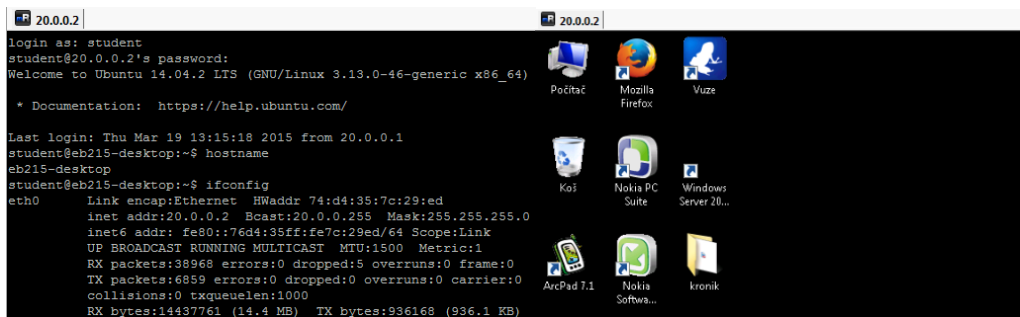 20.0.0.2
login as: student
student@20.0.0.2's password:
Welcome to Ubuntu 14.04.2 LTS (GNU/Linux 3.13.0-46-generic x86_64)
* Documentation:  https://help.ubuntu.com/
Last login: Thu Mar 19 13:15:18 2015 from 20.0.0.1
student@eb215-desktop:~$ hostname
eb215-desktop
student@eb215-desktop:~$ ifconfig
eth0      Link encap:Ethernet  HWaddr 74:d4:35:7c:29:ed
inet addr:20.0.0.2  Bcast:20.0.0.255  Mask:255.255.255.0
inet6 addr: fe80::76d4:35ff:fe7c:29ed/64 Scope:Link
UP BROADCAST RUNNING MULTICAST  MTU:1500  Metric:1
RX packets:38968 errors:0 dropped:5 overruns:0 frame:0
TX packets:6859 errors:0 dropped:0 overruns:0 carrier:0
collisions:0 txqueuelen:1000
RX bytes:14437761 (14.4 MB)  TX bytes:936168 (936.1 KB)
20.0.0.2
Počítač
Mozilla
Firefox
Vuze
Koš
Nokia PC
Suite
Windows
Server 20...
ArcPad 7.1
Nokia
Softwa...
kronik